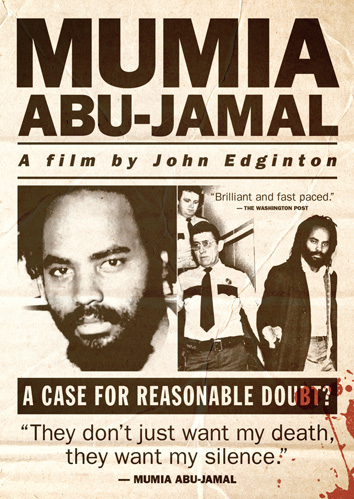 MUMIA
ABU-JAMAL
A film by John Edginton
“Brilliant and fast paced.”
— THE WASHINGTON POST
A CASE FOR REASONABLE DOUBT?
“They don’t just want my death,
they want my silence.”
— MUMIA ABU-JAMAL